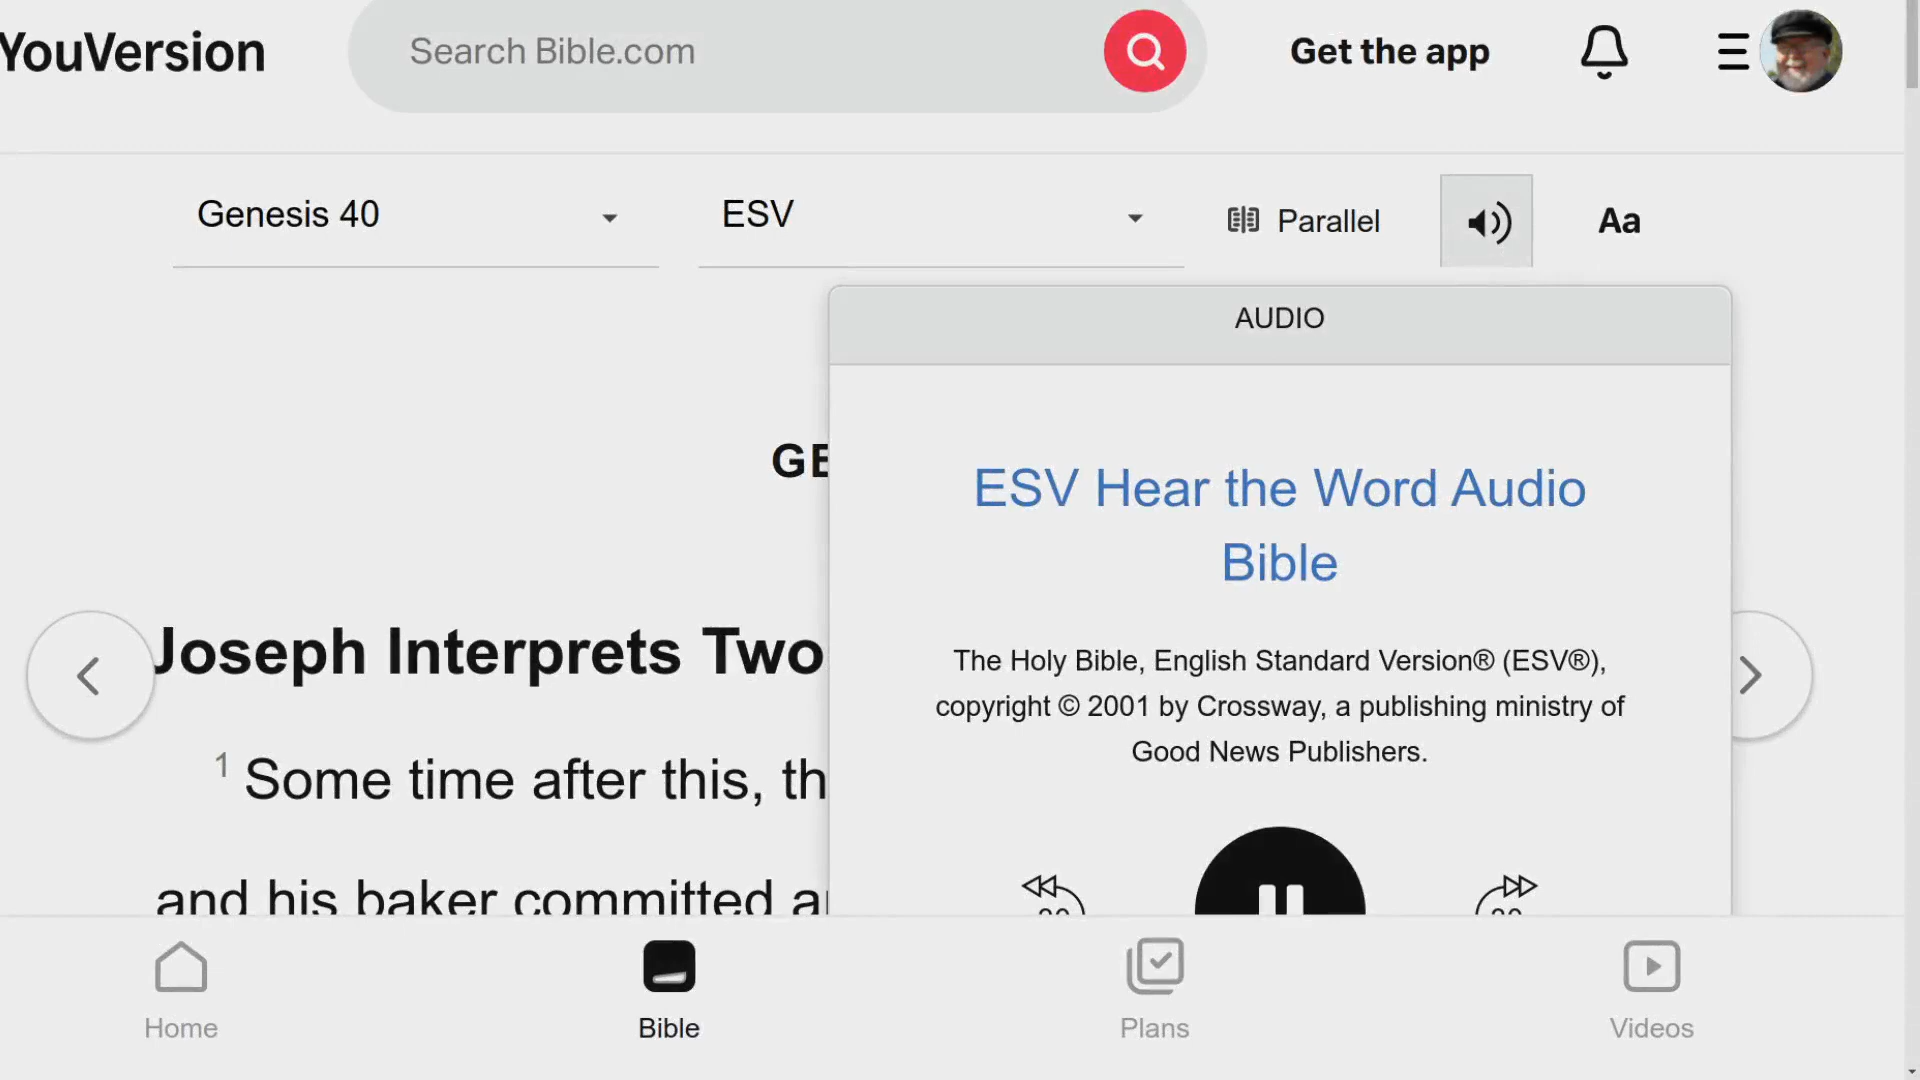 YouVersion
Search Bible.com
Get the app
Genesis 40
ESV
Parallel
Aa
AUDIO
ESV Hear the Word Audio
Bible
The Holy Bible, English Standard Version® (ESV®),
copyright © 2001 by Crossway, a publishing ministry of
Good News Publishers.
GE
Joseph Interprets Two
1 Some time after this, th
and his baker committed a
Home
Bible
Plans
Videos